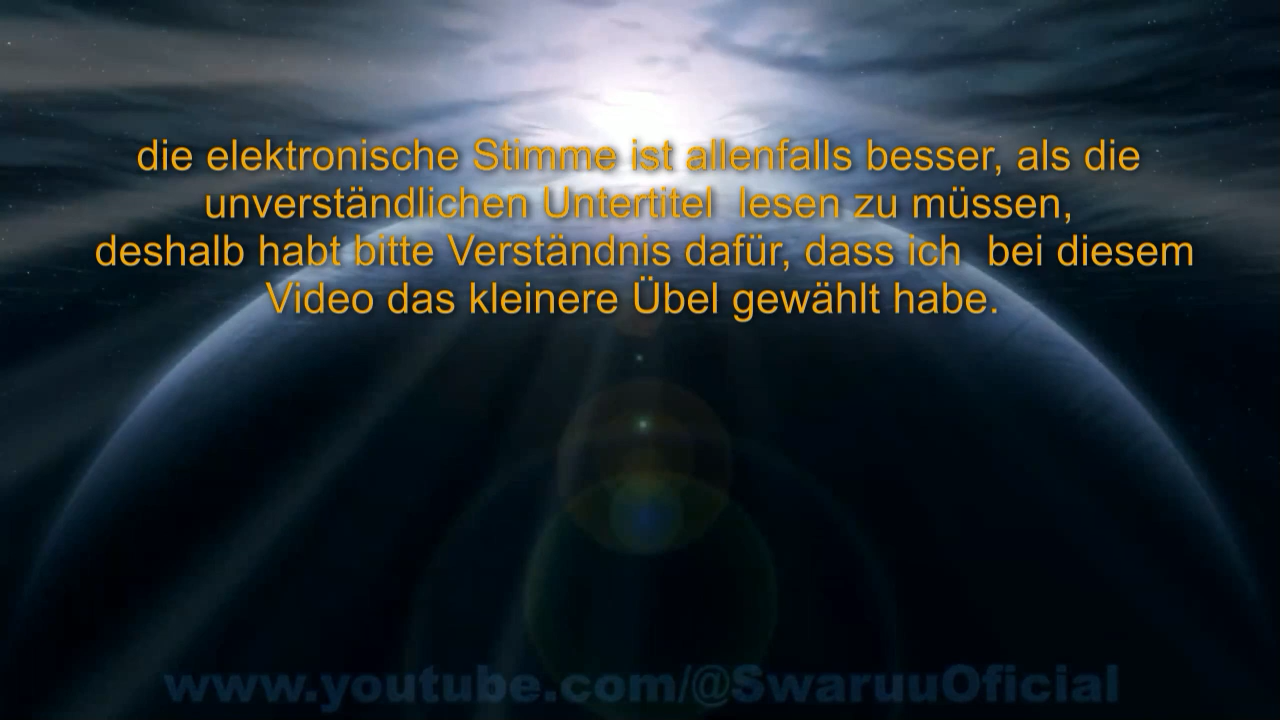 die elektronische Stimme ist allenfalls besser, als die
unverständlichen Untertitel lesen zu müssen,
deshalb habt bitte Verständnis dafür, dass ich bei diesem
Video das kleinere Übel gewählt habe.
www.youtube.com/@SwaruuOficial